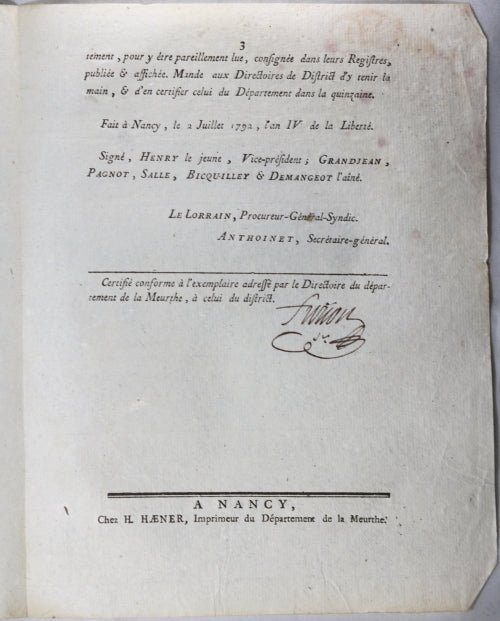 3
tement, pour y être pareillement lue, consignée dans leurs Registres,
publiée & affichée. Mande aux Directoires de District d'y tenir la
main, & d'en certifier celui du Département dans la quinzaine.
Fait à Nancy, le 2 Juillet 1792, l'an IV de la Liberté.
Signé, HENRY le jeune, Vice-président; GRANDJEAN,
PAGNOT, SALLE, BICQUILLEY & DEMANGEOT l'aîné.
LE LORRAIN, Procureur-Général-Syndic.
ANTHOINET, Secrétaire-général.
Certifié conforme à l'exemplaire adressé par le Directoire du dépar-
tement de la Meurthe, à celui du district.
A NANCY,
Chez H. HÆNER, Imprimeur du Département de la Meurthe.